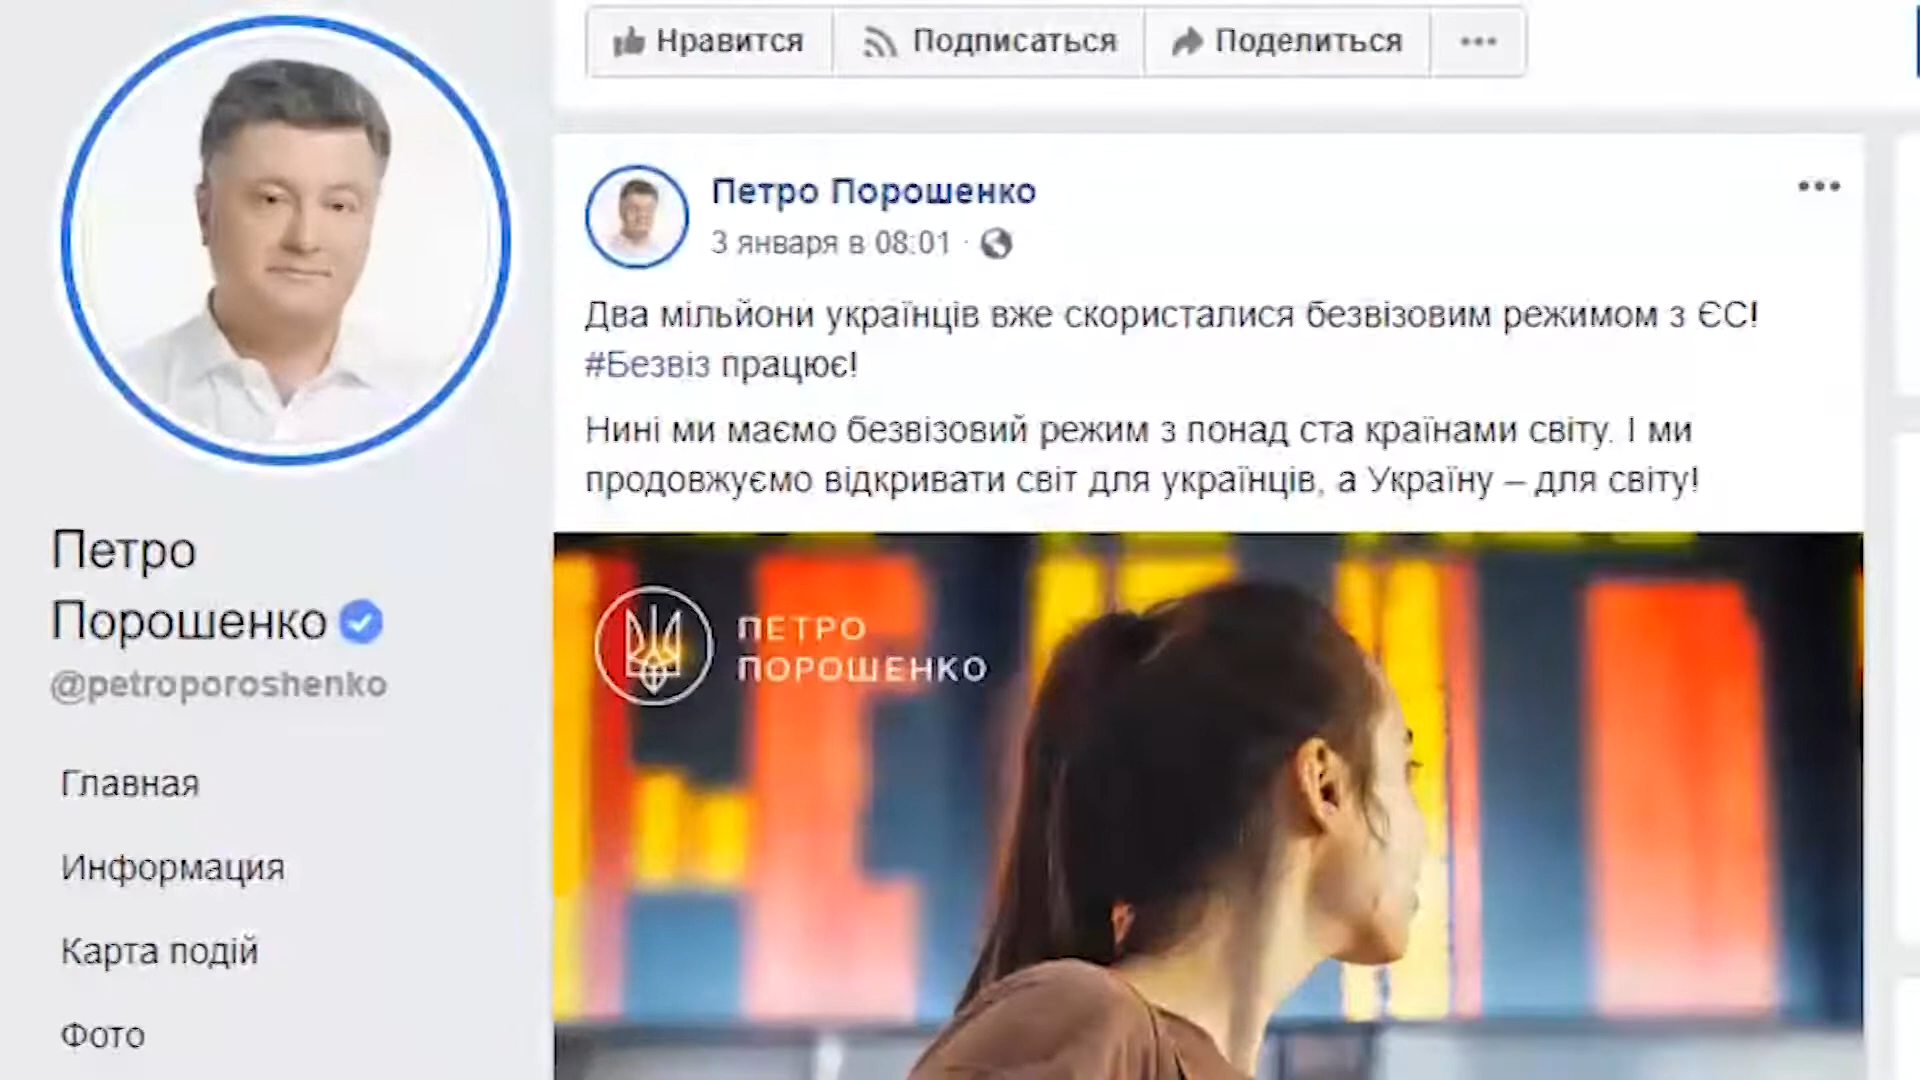 Нравится
Подписаться
Поделиться
Петро Порошенко
3 января в 08:01 ·
Два мільйони українців вже скористалися безвізовим режимом з ЄС!
#Безвіз працює!
Нині ми маємо безвізовий режим з понад ста країнами світу. І ми
продовжуємо відкривати світ для українців, а Україну – для світу!
ПЕТРО
ПОРОШЕНКО
Петро
Порошенко
@petroporoshenko
Главная
Информация
Карта подій
Фото